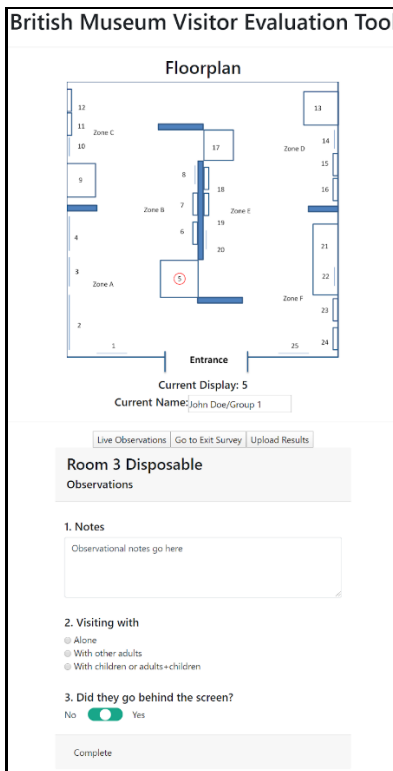 British Museum Visitor Evaluation Tool
Floorplan
12
11
Zone C
10
9
4
3
Zone A
2
1
17
8
18
Zone B
7
Zone E
19
6
20
5
13
14
Zone D
15
16
21
22
Zone F
23
24
25
Entrance
Current Display: 5
Current Name:
John Doe/Group 1
Live Observations
Go to Exit Survey
Upload Results
Room 3 Disposable
Observations
1. Notes
Observational notes go here
2. Visiting with
Alone
With other adults
With children or adults+children
3. Did they go behind the screen?
No Yes
Complete